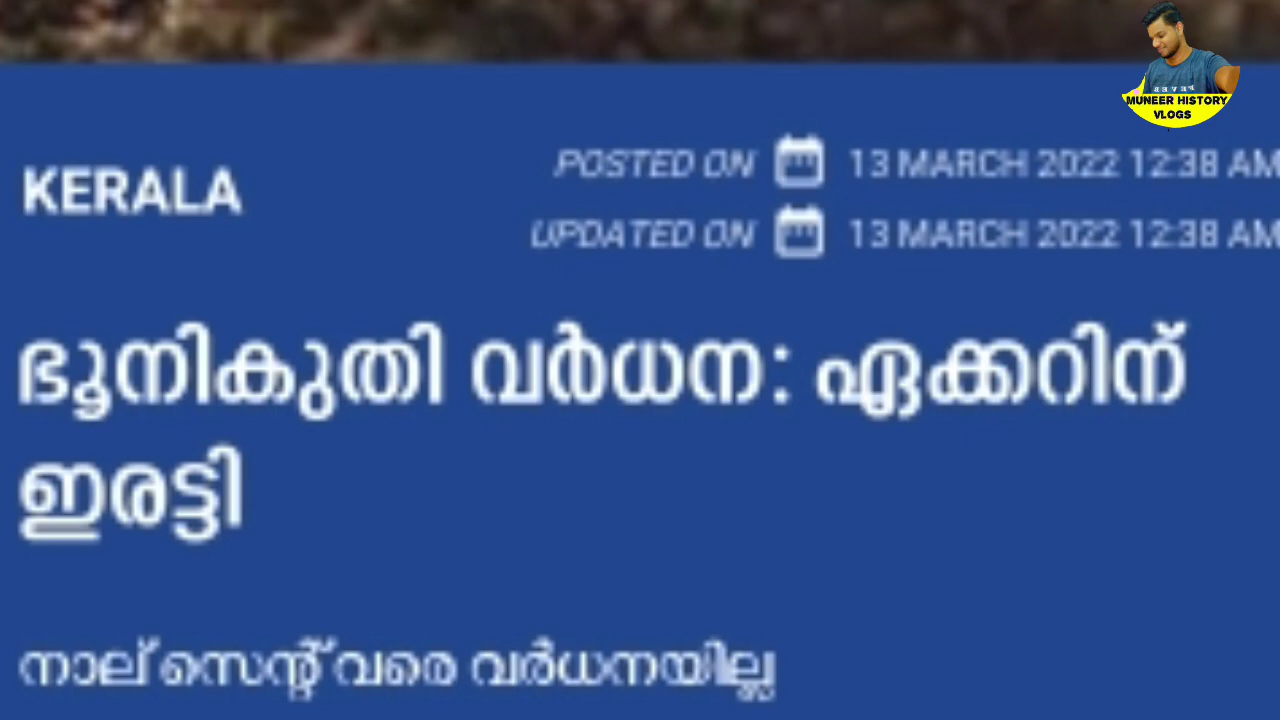 MUNEER HISTORY
VLOGS
KERALA
POSTED ON 13 MARCH 2022 12:38 AM
UPDATED ON 13 MARCH 2022 12:38 AM
ഭൂനികുതി വർധന: ഏക്കറിന്
ഇരട്ടി
നാല് സെന്റ് വരെ വർധനയില്ല